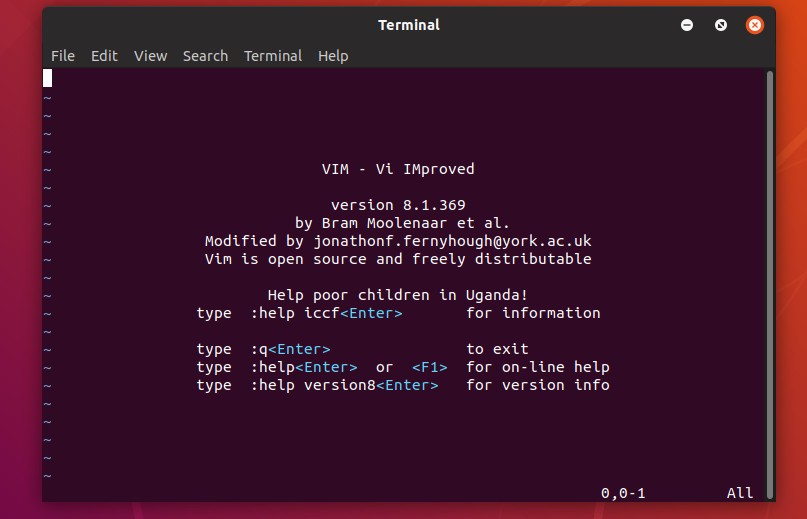 Terminal
File Edit View Search Terminal Help
~
~
~
~
~ VIM - Vi IMproved
~
~ version 8.1.369
~ by Bram Moolenaar et al.
~ Modified by jonathonf.fernyhough@york.ac.uk
~ Vim is open source and freely distributable
~
~ Help poor children in Uganda!
~ type :help iccf<Enter> for information
~
~ type :q<Enter> to exit
~ type :help<Enter> or <F1> for on-line help
~ type :help version8<Enter> for version info
~
~
~
~
~
0,0-1 All